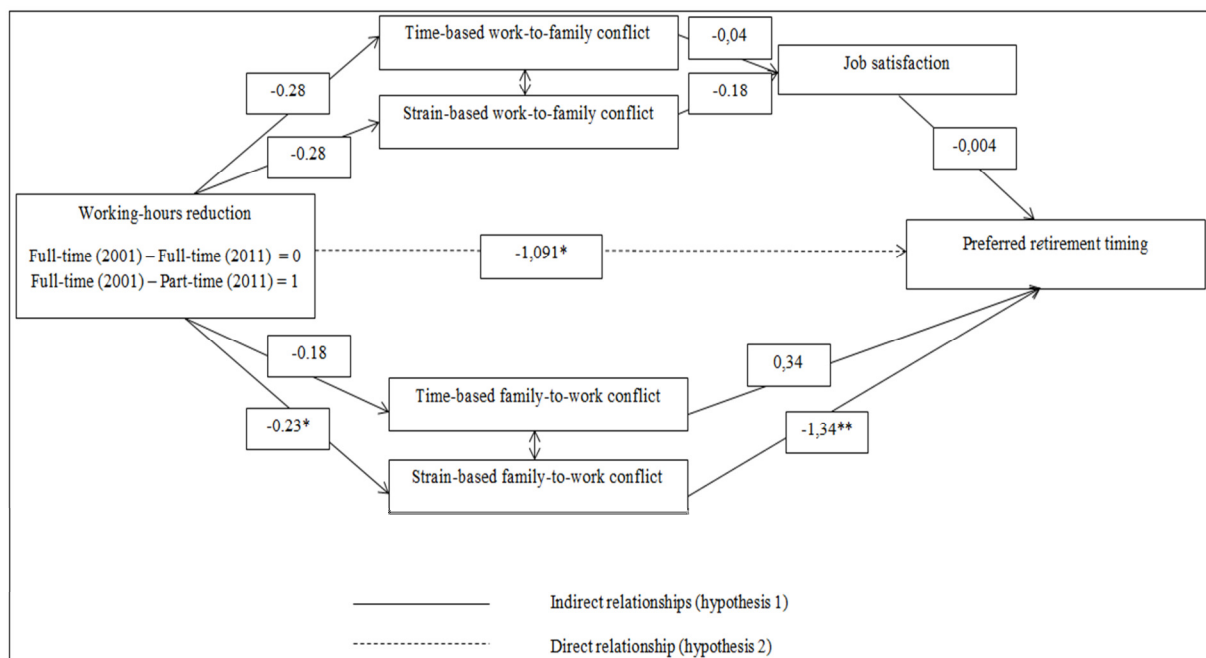 Time-based work-to-family conflict
-0,04
Job satisfaction
-0.28
Strain-based work-to-family conflict
-0.18
-0.28
-0,004
Working-hours reduction
Full-time (2001) – Full-time (2011) = 0
Full-time (2001) – Part-time (2011) = 1
-1,091*
Preferred retirement timing
-0.18
0,34
Time-based family-to-work conflict
-0.23*
-1,34**
Strain-based family-to-work conflict
Indirect relationships (hypothesis 1)
Direct relationship (hypothesis 2)